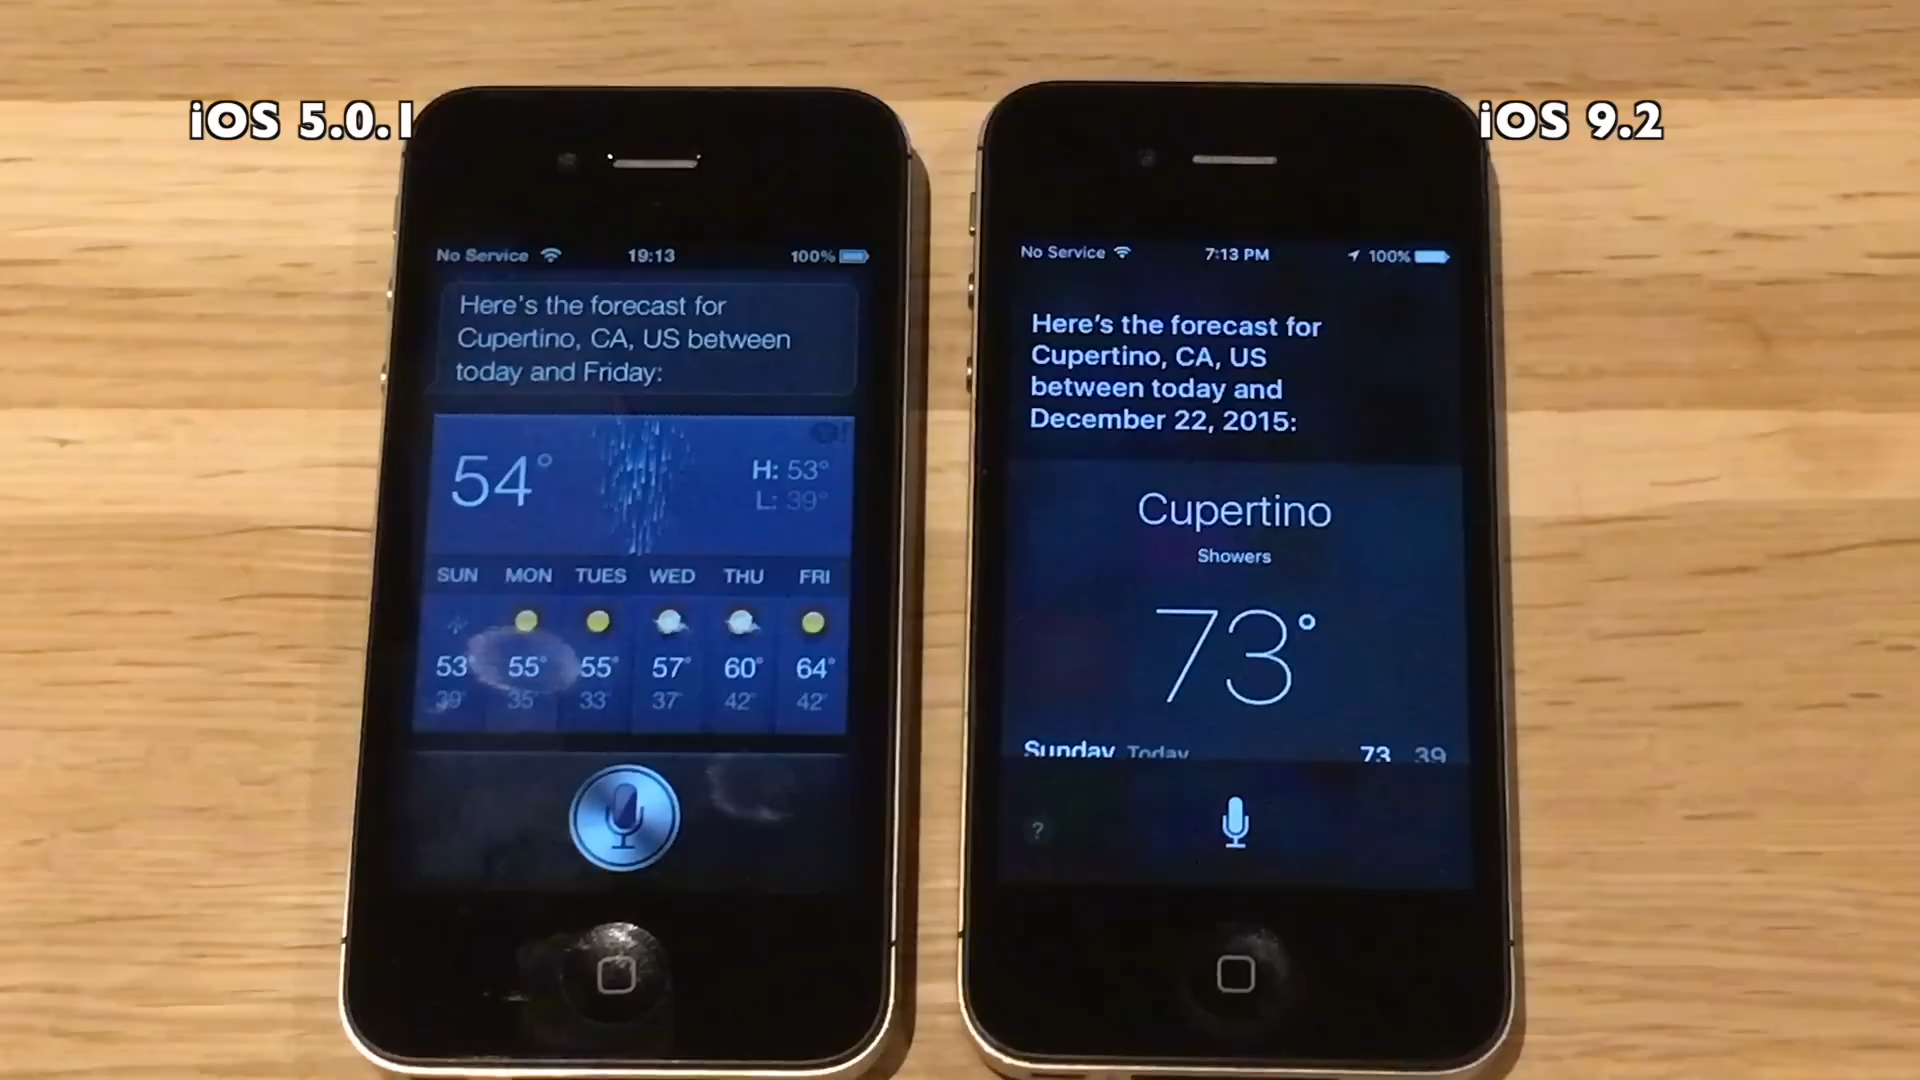 iOS 5.0.1
No Service 19:13 100%
Here's the forecast for
Cupertino, CA, US between
today and Friday:
54° H: 53°
L: 39°
SUN MON TUES WED THU FRI
53° 55° 55° 57° 60° 64°
39° 35° 33° 37° 42° 42°
iOS 9.2
No Service 7:13 PM 100%
Here's the forecast for
Cupertino, CA, US
between today and
December 22, 2015:
Cupertino
Showers
73°
Sunday Today 73 39
?